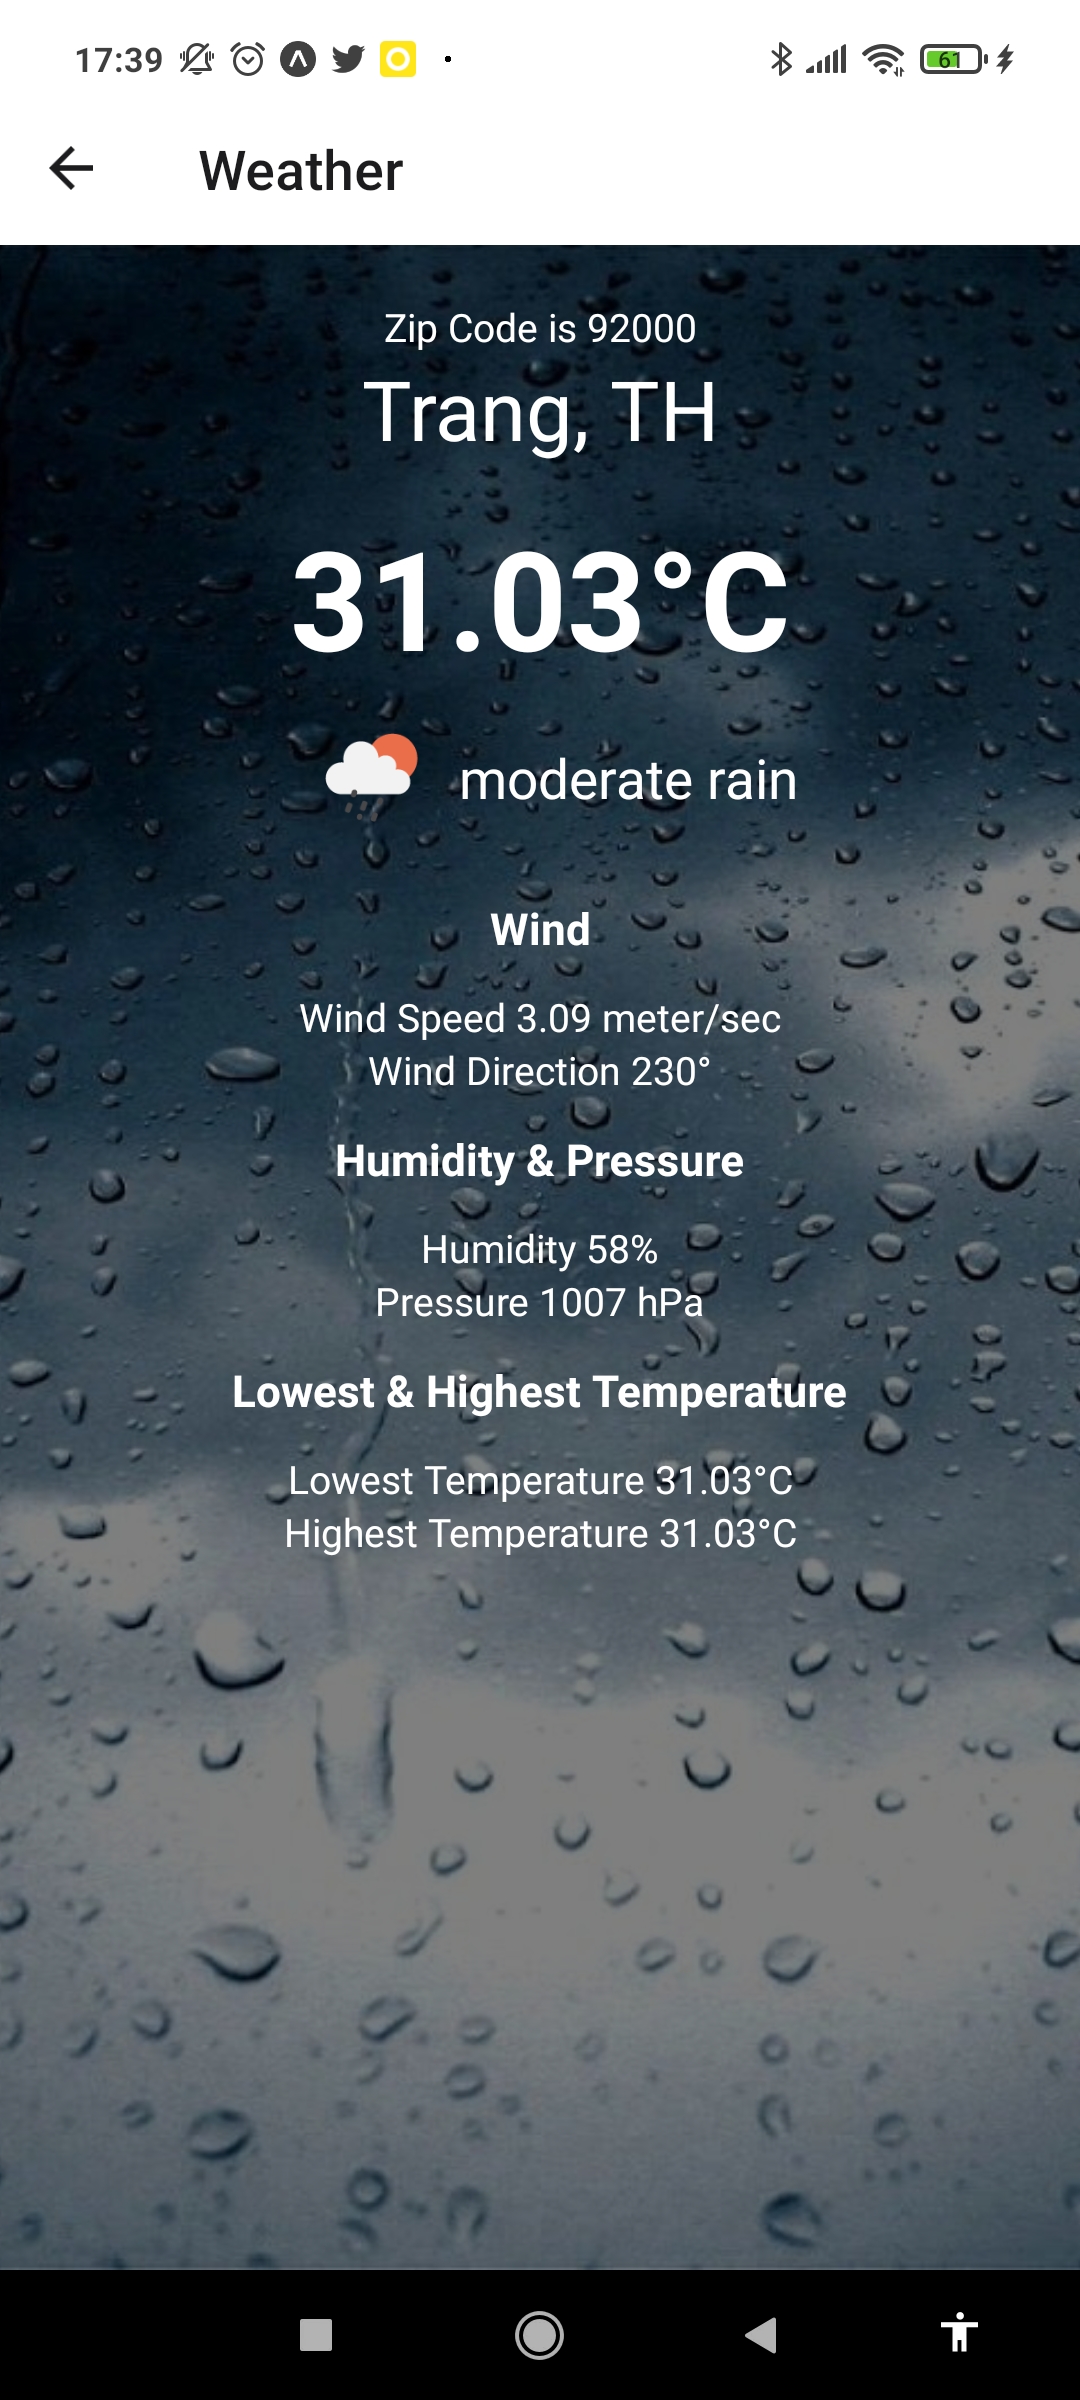 17:39
61
Weather
Zip Code is 92000
Trang, TH
31.03°C
moderate rain
Wind
Wind Speed 3.09 meter/sec
Wind Direction 230°
Humidity & Pressure
Humidity 58%
Pressure 1007 hPa
Lowest & Highest Temperature
Lowest Temperature 31.03°C
Highest Temperature 31.03°C